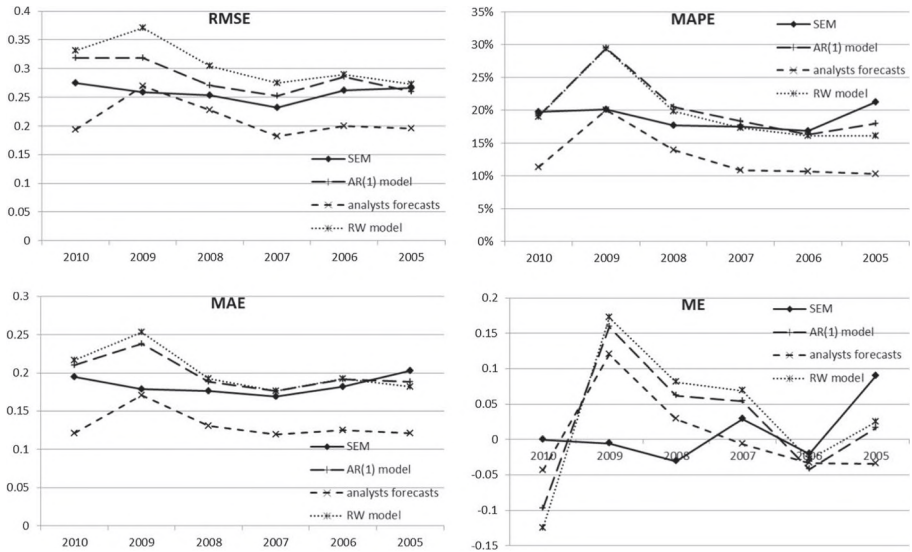 RMSE
0.4
0.35
0.3
0.25
0.2
0.15
0.1
0.05
0
SEM
AR(1) model
analysts forecasts
RW model
2010 2009 2008 2007 2006 2005
MAPE
35%
30%
25%
20%
15%
10%
5%
0%
SEM
AR(1) model
analysts forecasts
RW model
2010 2009 2008 2007 2006 2005
MAE
0.3
0.25
0.2
0.15
0.1
0.05
0
SEM
AR(1) model
analysts forecasts
RW model
2010 2009 2008 2007 2006 2005
ME
0.2
0.15
0.1
0.05
0
-0.05
-0.1
-0.15
SEM
AR(1) model
analysts forecasts
RW model
2010 2009 2008 2007 2006 2005